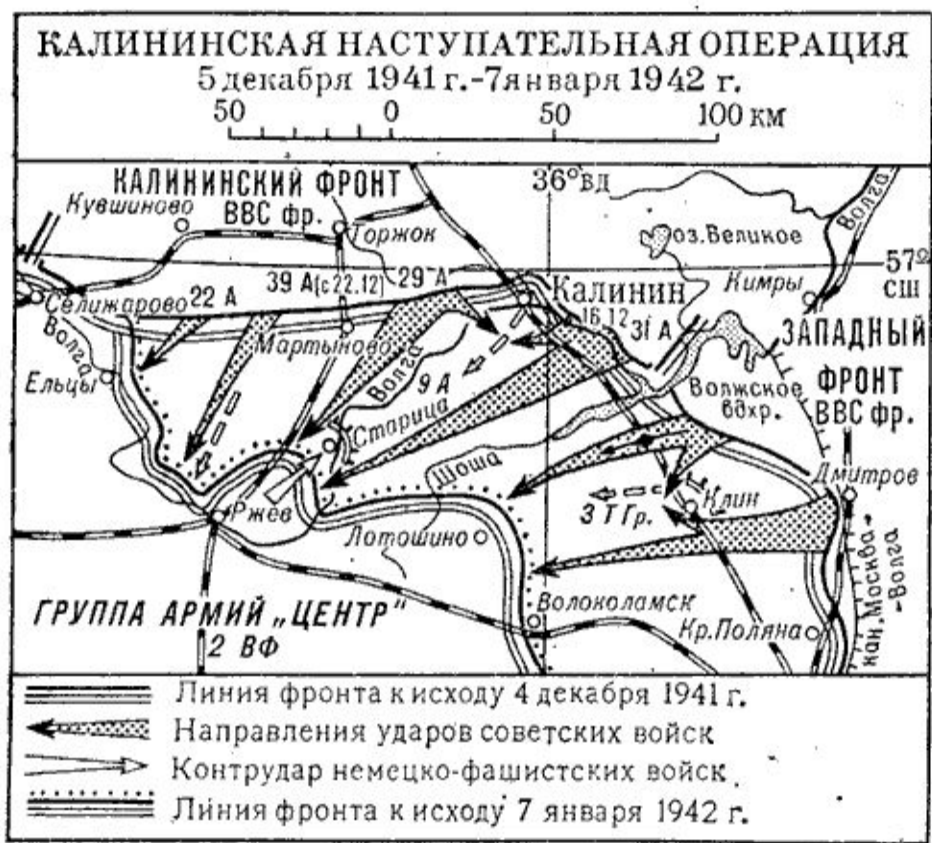 КАЛИНИНСКАЯ НАСТУПАТЕЛЬНАЯ ОПЕРАЦИЯ
5 декабря 1941 г.-7 января 1942 г.
50 0 50 100 км
КАЛИНИНСКИЙ ФРОНТ
ВВС фр.
36° вд
Волга
Кувшиново
Торжок
оз. Великое
57°
сш
39 А (с 22.12)
29 А
Кимры
Селижарово
22 А
Калинин
16.12
31 А
ЗАПАДНЫЙ
ФРОНТ
ВВС фр.
Волга
Мартыново
Волга
Ельцы
9 А
Волжское
вдхр.
Старица
Шоша
Дмитров
Клин
3 ТГр.
Ржев
Лотошино
кан. Москва-
-Волга
ГРУППА АРМИЙ „ЦЕНТР"
Волоколамск
Кр. Поляна
2 ВФ
Линия фронта к исходу 4 декабря 1941 г.
Направления ударов советских войск
Контрудар немецко-фашистских войск
Линия фронта к исходу 7 января 1942 г.